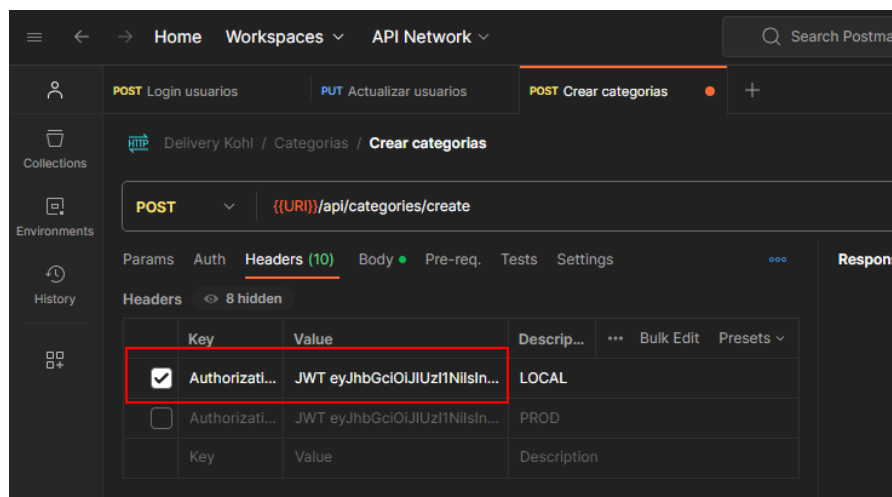 Home Workspaces API Network Search Postma
POST Login usuarios PUT Actualizar usuarios POST Crear categorias
HTTP Delivery Kohl / Categorias / Crear categorias
Collections
POST {{URI}}/api/categories/create
Environments
Params Auth Headers (10) Body Pre-req. Tests Settings Respons
History
Headers 8 hidden
Key Value Descrip... Bulk Edit Presets
Authorizati... JWT eyJhbGciOiJIUzI1NiIsIn... LOCAL
Authorizati... JWT eyJhbGciOiJIUzI1NiIsIn... PROD
Key Value Description